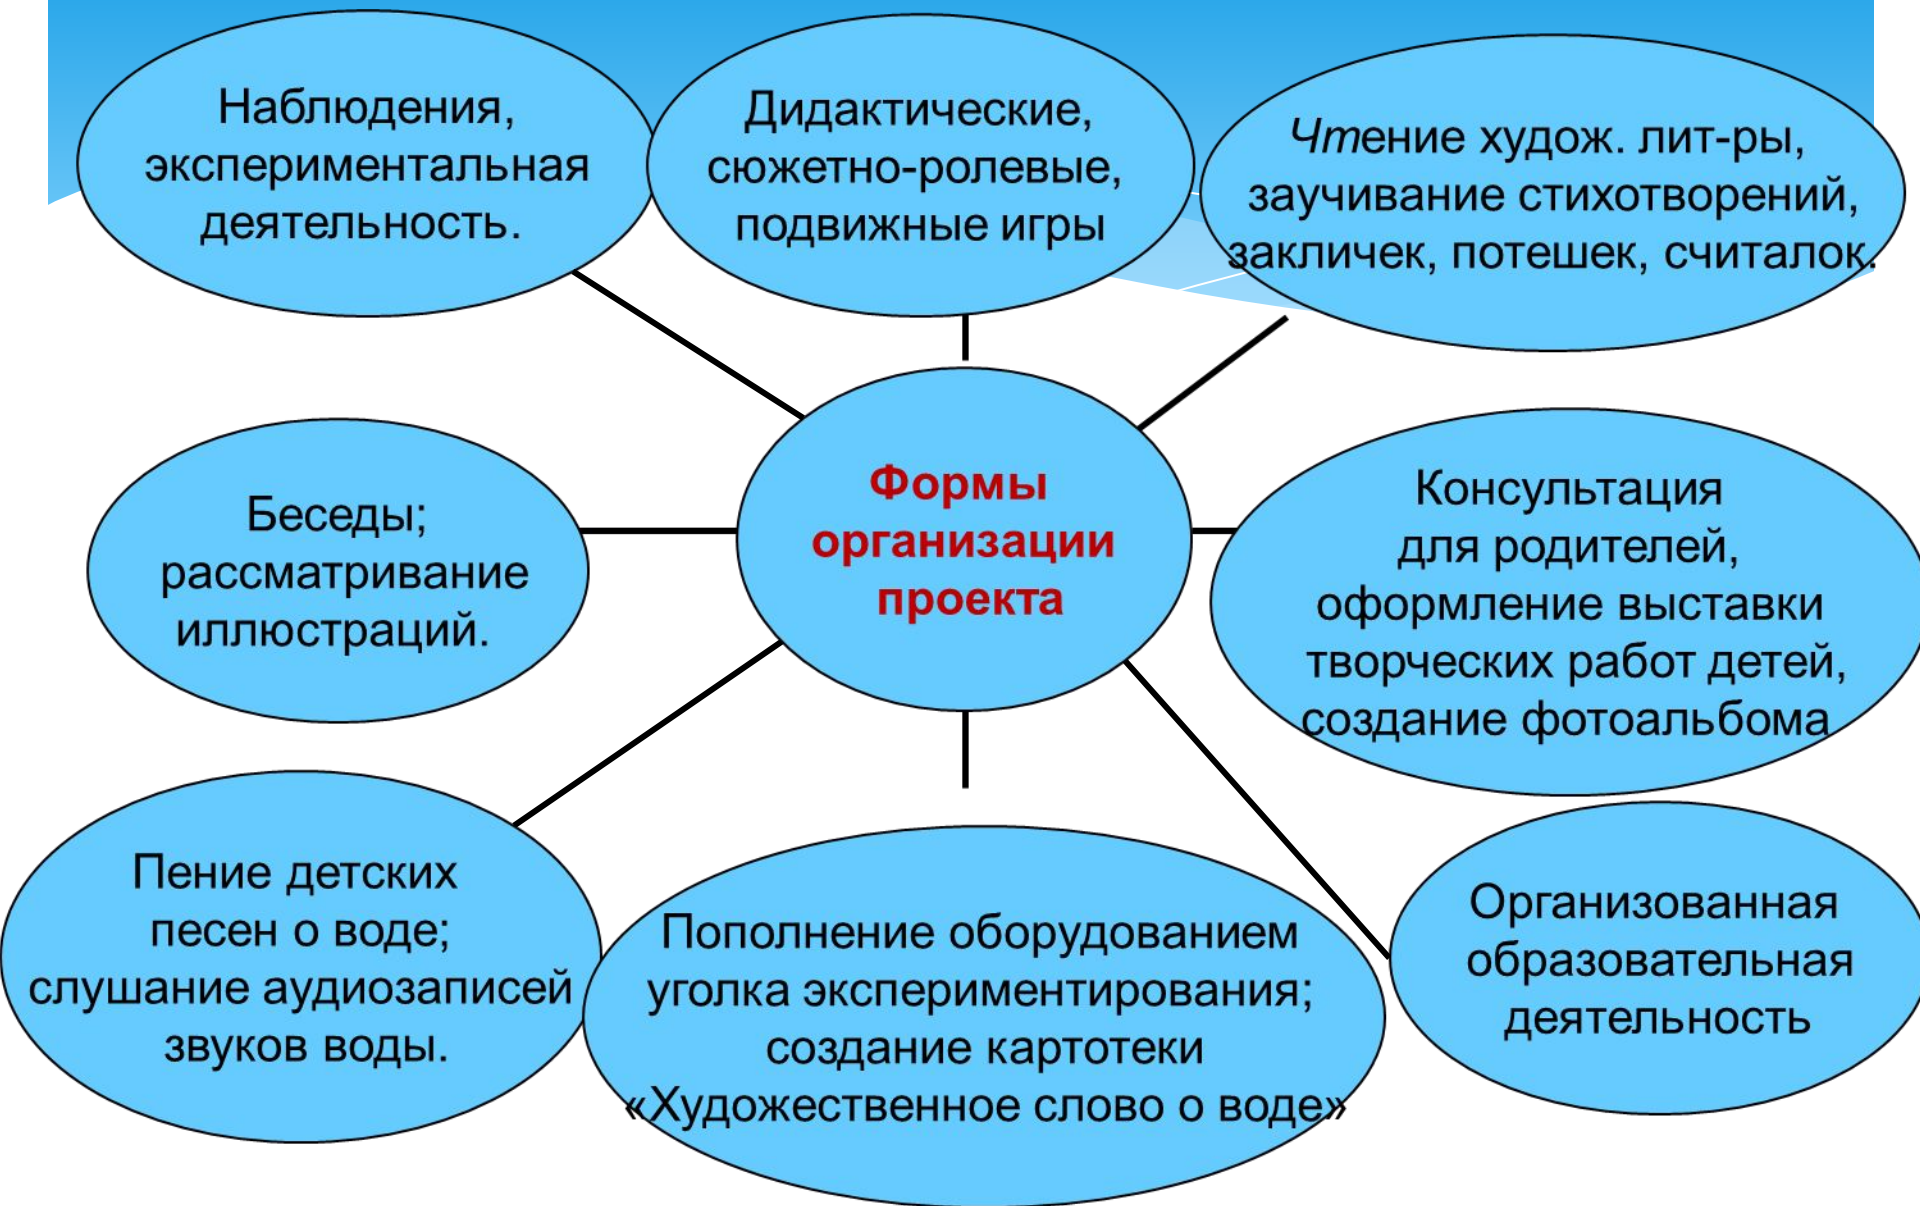 Наблюдения,
экспериментальная
деятельность.
Дидактические,
сюжетно-ролевые,
подвижные игры
Чтение худож. лит-ры,
заучивание стихотворений,
закличек, потешек, считалок.
Беседы;
рассматривание
иллюстраций.
Формы
организации
проекта
Консультация
для родителей,
оформление выставки
творческих работ детей,
создание фотоальбома
Пение детских
песен о воде;
слушание аудиозаписей
звуков воды.
Пополнение оборудованием
уголка экспериментирования;
создание картотеки
«Художественное слово о воде»
Организованная
образовательная
деятельность